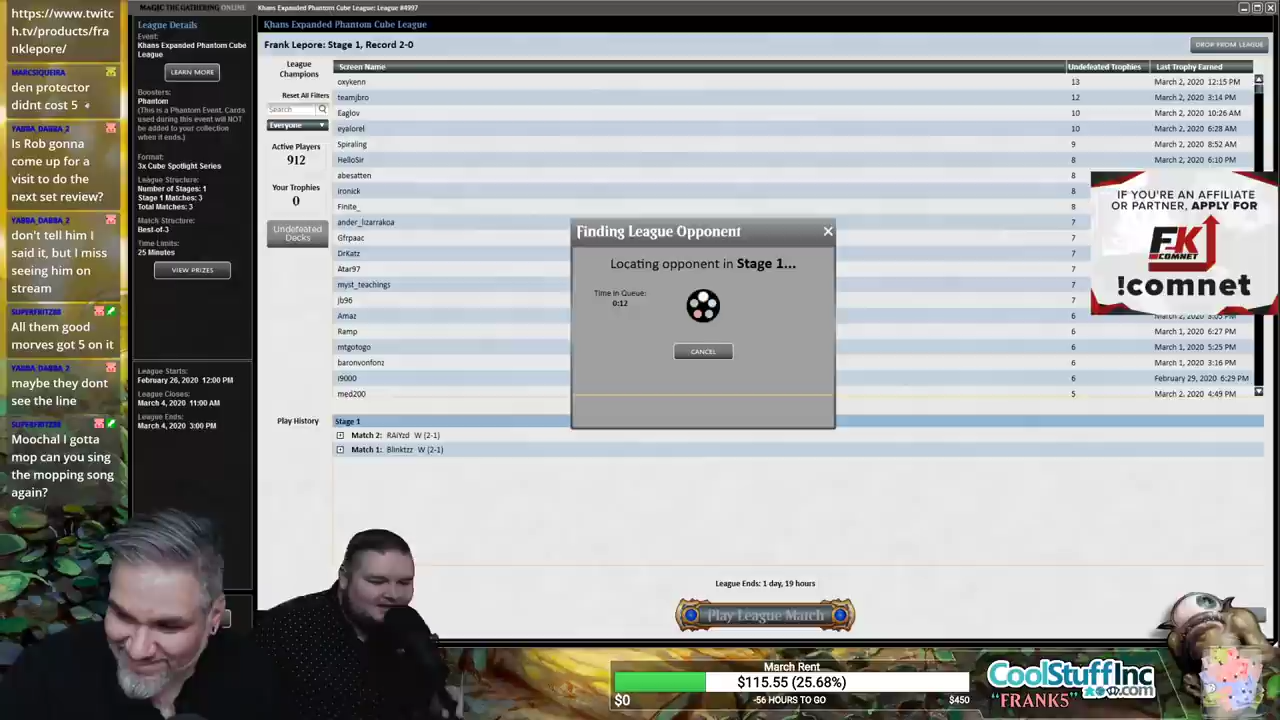 https://www.twitc
h.tv/products/fra
nklepore/
MARCSIQUEIRA
den protector
didnt cost 5
YABBA_DABBA_2
Is Rob gonna
come up for a
visit to do the
next set review?
YABBA_DABBA_2
don't tell him I
said it, but I miss
seeing him on
stream
SUPERFRITZ88
All them good
morves got 5 on it
YABBA_DABBA_2
maybe they dont
see the line
SUPERFRITZ88
Moochal I gotta
mop can you sing
the mopping song
again?
MAGIC THE GATHERING ONLINE
Khans Expanded Phantom Cube League: League #4997
League Details
Event:
Khans Expanded Phantom Cube
League
LEARN MORE
Boosters:
Phantom
(This is a Phantom Event. Cards
used during this event will NOT
be added to your collection
when it ends.)
Format:
3x Cube Spotlight Series
League Structure:
Number of Stages: 1
Stage 1 Matches: 3
Total Matches: 3
Match Structure:
Best-of-3
Time Limits:
25 Minutes
VIEW PRIZES
League Starts:
February 26, 2020 12:00 PM
League Closes:
March 4, 2020 11:00 AM
League Ends:
March 4, 2020 3:00 PM
Khans Expanded Phantom Cube League
Frank Lepore: Stage 1, Record 2-0
DROP FROM LEAGUE
League
Champions
Reset All Filters
Search
Everyone
Active Players
912
Your Trophies
0
Undefeated
Decks
Screen Name Undefeated Trophies Last Trophy Earned
oxykenn 13 March 2, 2020 12:15 PM
teamjbro 12 March 2, 2020 3:14 PM
Eaglov 10 March 2, 2020 10:26 AM
eyalorel 10 March 2, 2020 6:28 AM
Spiraling 9 March 2, 2020 8:52 AM
HelloSir 8 March 2, 2020 6:10 PM
abesatten 8
ironick 8
Finite_ 8
ander_lizarrakoa 7
Gfrpaac 7
DrKatz 7
Atar97 7
myst_teachings 7
jb96 7
Amaz 6
Ramp 6 March 1, 2020 6:27 PM
mtgotogo 6 March 1, 2020 5:25 PM
baronvonfonz 6 March 1, 2020 3:16 PM
i9000 6 February 29, 2020 6:29 PM
med200 5 March 2, 2020 4:49 PM
Finding League Opponent
Locating opponent in Stage 1...
Time In Queue:
0:12
CANCEL
IF YOU'RE AN AFFILIATE
OR PARTNER, APPLY FOR
COMNET
!comnet
Play History
Stage 1
Match 2: RAiYzd W (2-1)
Match 1: Blinktzz W (2-1)
League Ends: 1 day, 19 hours
Play League Match
March Rent
$115.55 (25.68%)
$0
-56 HOURS TO GO
$450
CoolStuffInc
.com
"FRANK5"